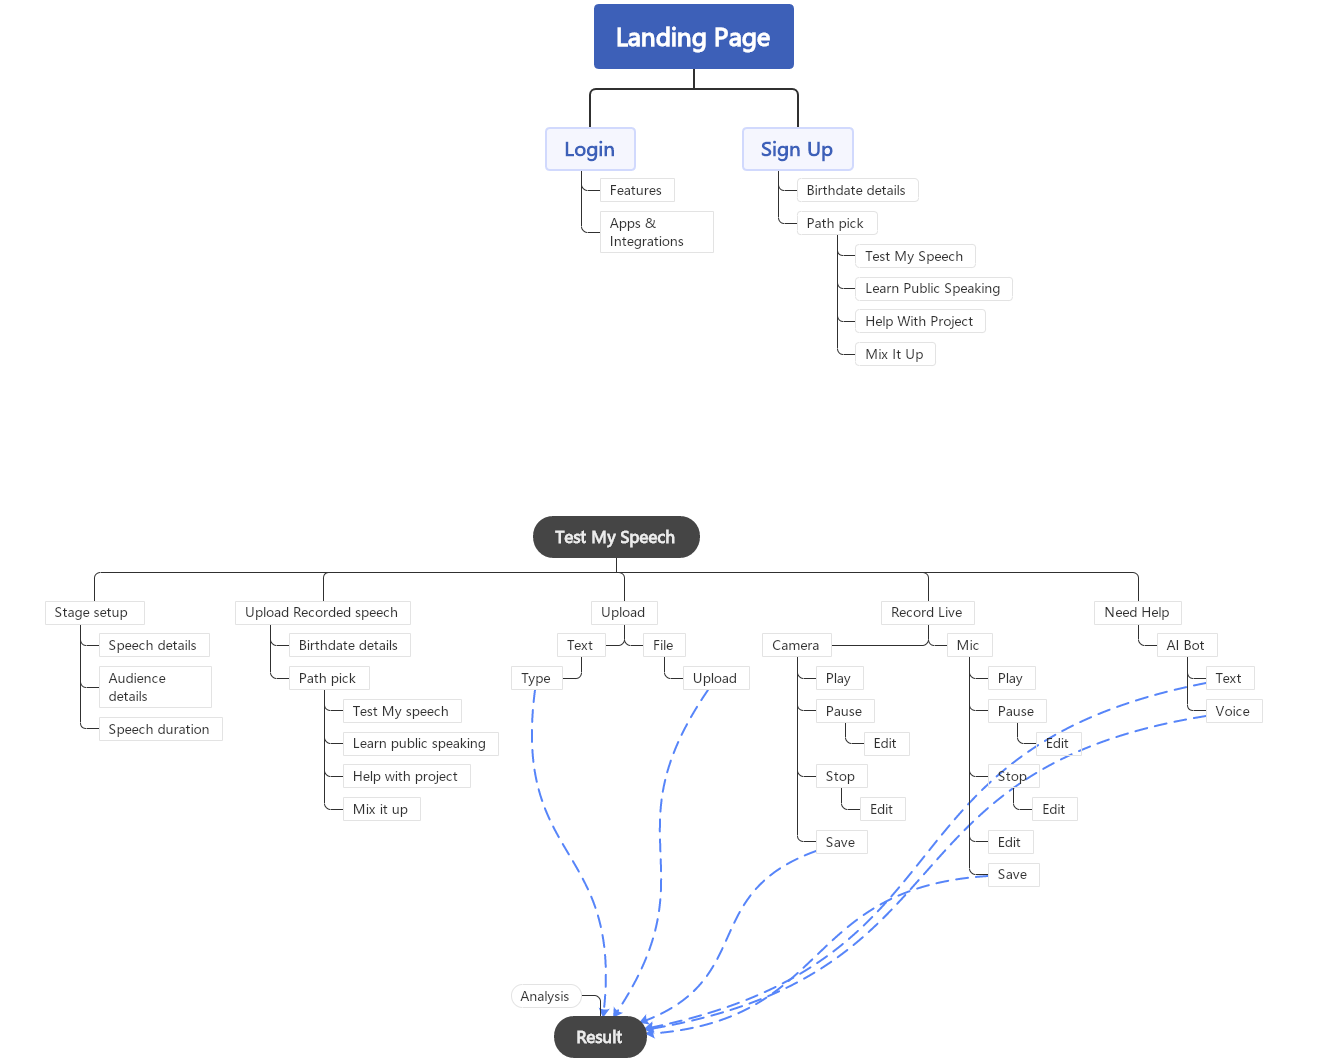 Landing Page
Login
Sign Up
Features
Apps &
Integrations
Birthdate details
Path pick
Test My Speech
Learn Public Speaking
Help With Project
Mix It Up
Test My Speech
Stage setup
Speech details
Audience
details
Speech duration
Upload Recorded speech
Birthdate details
Path pick
Test My speech
Learn public speaking
Help with project
Mix it up
Upload
Text
File
Type
Upload
Record Live
Camera
Play
Pause
Edit
Stop
Edit
Save
Mic
Play
Pause
Edit
Stop
Edit
Edit
Save
Need Help
AI Bot
Text
Voice
Analysis
Result